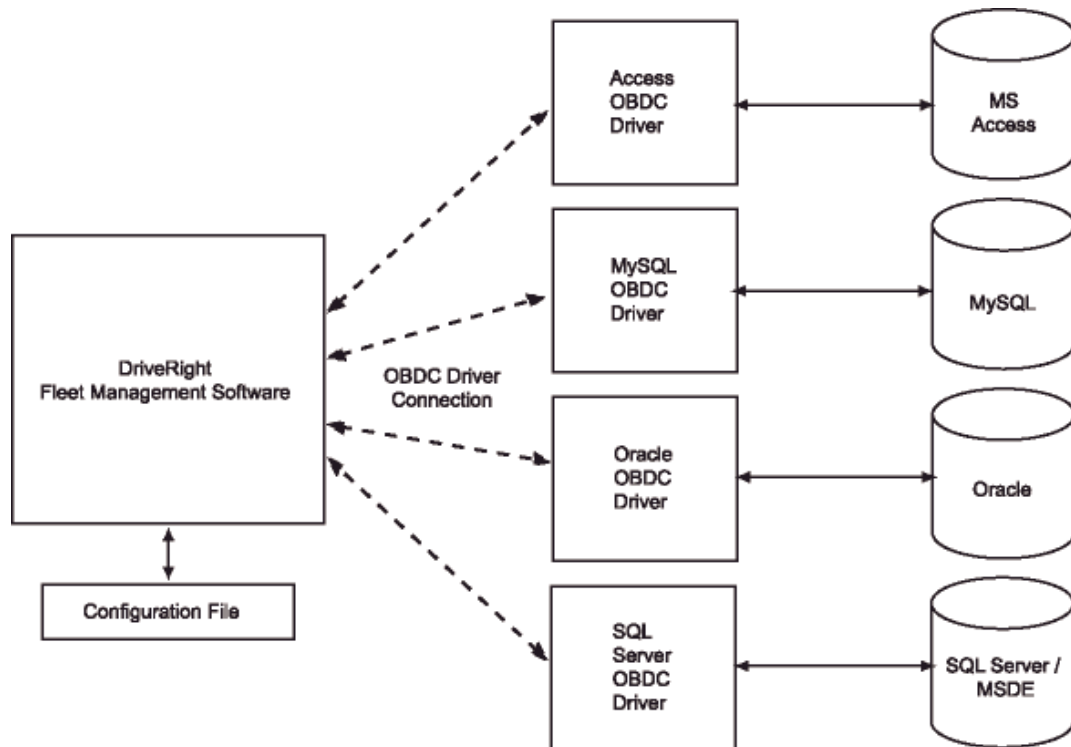 Access
OBDC
Driver
MS
Access
MySQL
OBDC
Driver
MySQL
DriveRight
Fleet Management Software
OBDC Driver
Connection
Oracle
OBDC
Driver
Oracle
Configuration File
SQL
Server
OBDC
Driver
SQL Server /
MSDE